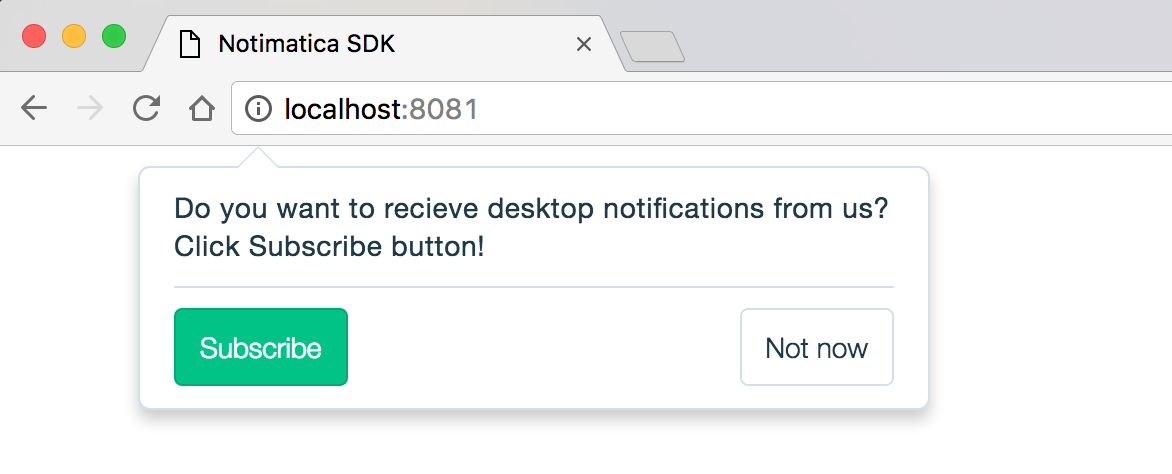 Notimatica SDK
localhost:8081
Do you want to recieve desktop notifications from us?
Click Subscribe button!
Subscribe
Not now